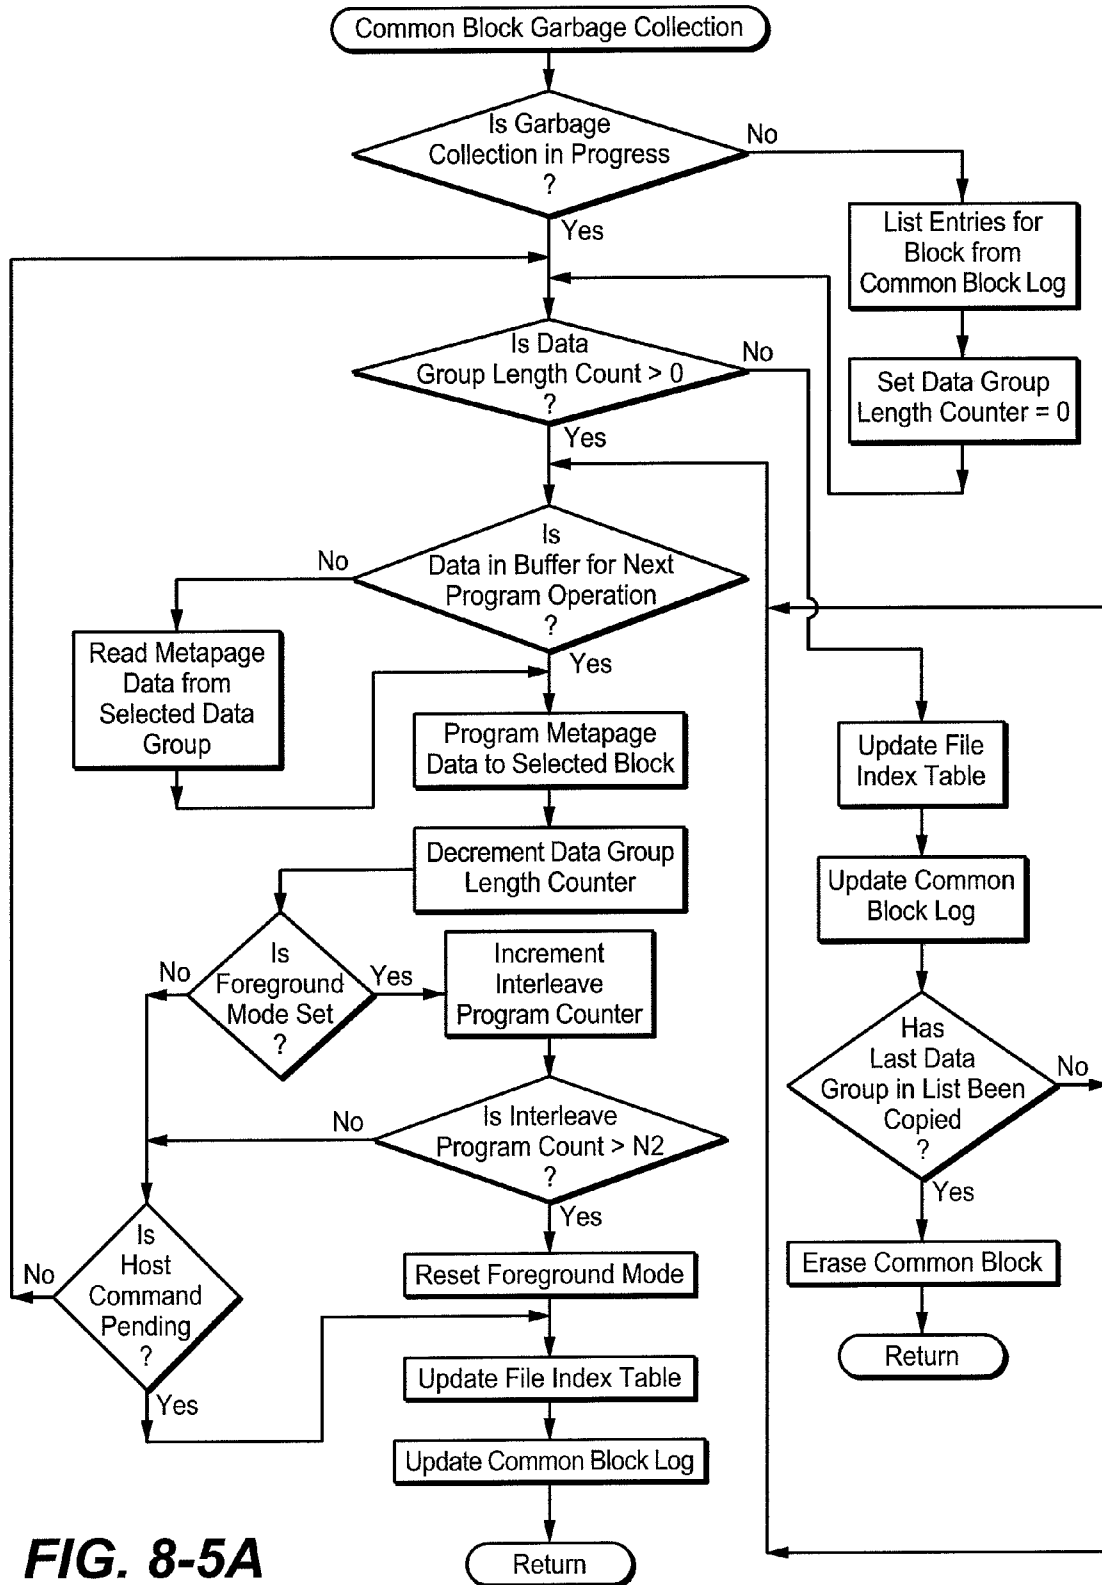 Common Block Garbage Collection
Is Garbage
Collection in Progress
?
No
Yes
List Entries for
Block from
Common Block Log
Set Data Group
Length Counter = 0
Is Data
Group Length Count > 0
?
No
Yes
Is
Data in Buffer for Next
Program Operation
?
No
Yes
Read Metapage
Data from
Selected Data
Group
Program Metapage
Data to Selected Block
Decrement Data Group
Length Counter
Is
Foreground
Mode Set
?
No
Yes
Increment
Interleave
Program Counter
Is Interleave
Program Count > N2
?
No
Yes
Is
Host
Command
Pending
?
No
Yes
Reset Foreground Mode
Update File Index Table
Update Common Block Log
Return
Update File
Index Table
Update Common
Block Log
Has
Last Data
Group in List Been
Copied
?
No
Yes
Erase Common Block
Return
FIG. 8-5A